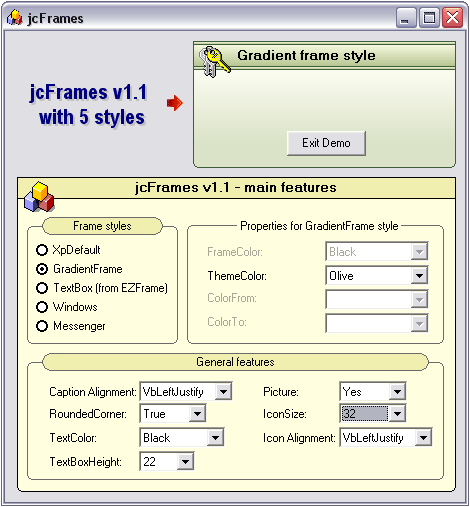 jcFrames
Gradient frame style
jcFrames v1.1
with 5 styles
Exit Demo
jcFrames v1.1 - main features
Frame styles
XpDefault
GradientFrame
TextBox (from EZFrame)
Windows
Messenger
Properties for GradientFrame style
FrameColor: Black
ThemeColor: Olive
ColorFrom:
ColorTo:
General features
Caption Alignment: VbLeftJustify Picture: Yes
RoundedCorner: True IconSize: 32
TextColor: Black Icon Alignment: VbLeftJustify
TextBoxHeight: 22